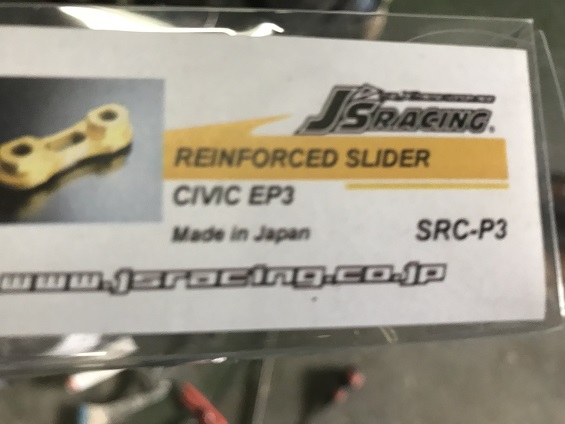 J'S RACING
REINFORCED SLIDER
CIVIC EP3
Made in Japan
SRC-P3
www.jsracing.co.jp